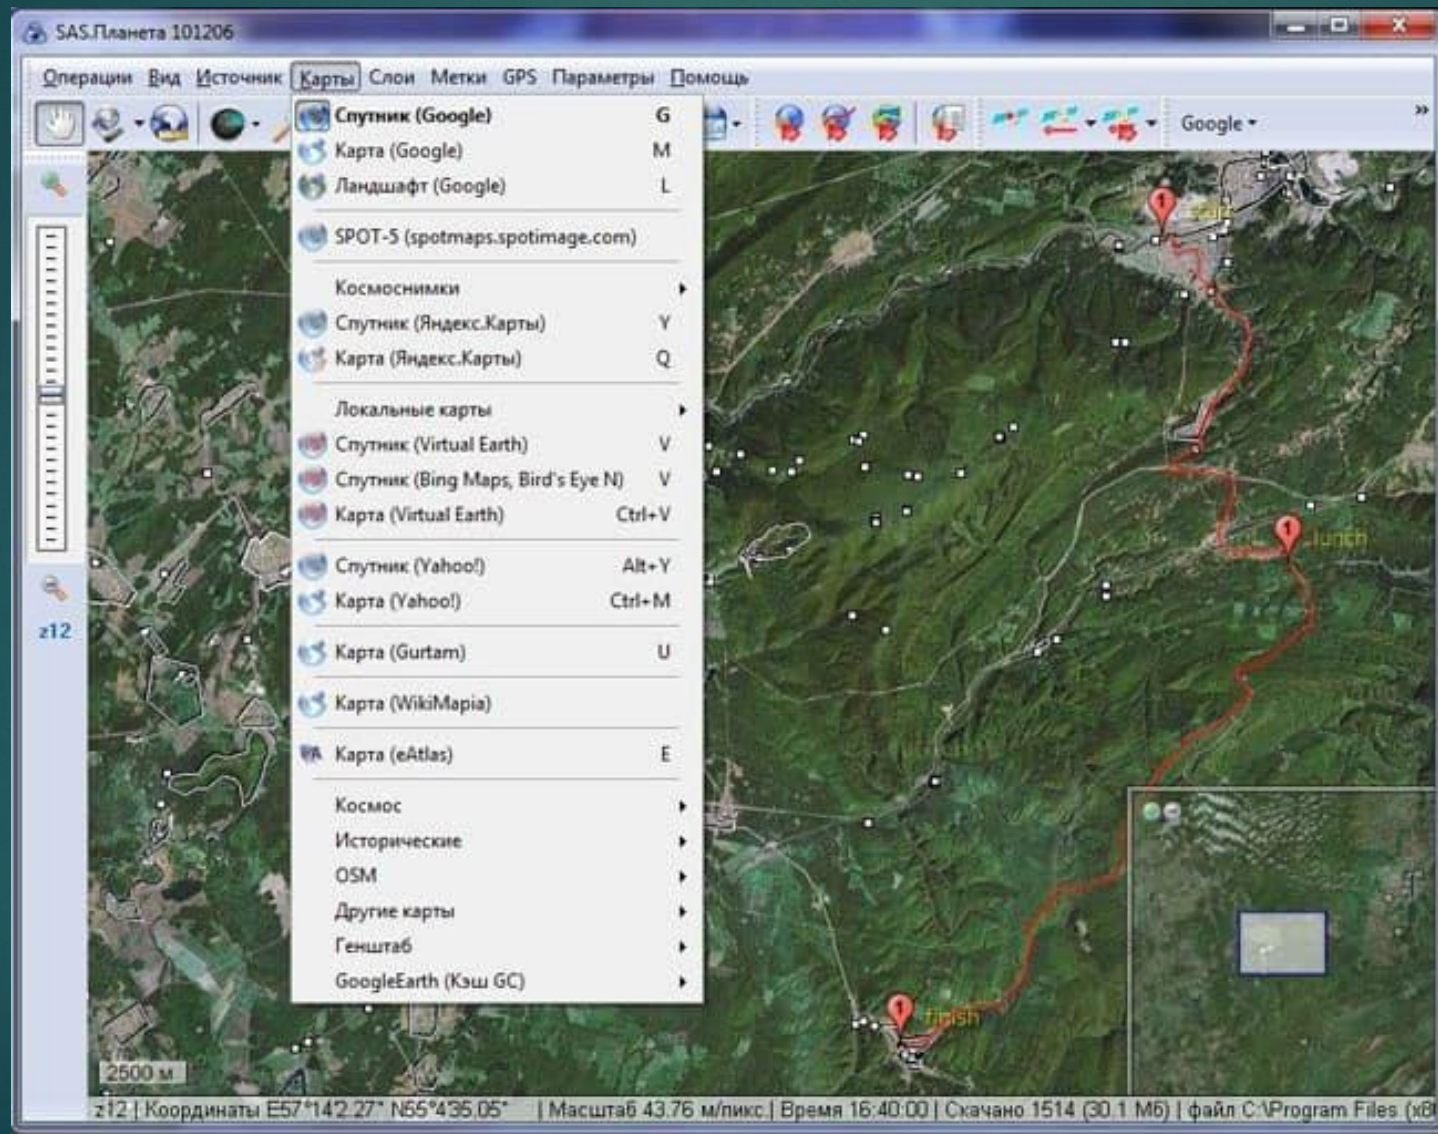 SAS.Планета 101206
Операции Вид Источник Карты Слои Метки GPS Параметры Помощь
Google
»
Спутник (Google) G
Карта (Google) M
Ландшафт (Google) L
SPOT-5 (spotmaps.spotimage.com)
Космоснимки
Спутник (Яндекс.Карты) Y
Карта (Яндекс.Карты) Q
Локальные карты
Спутник (Virtual Earth) V
Спутник (Bing Maps, Bird's Eye N) V
Карта (Virtual Earth) Ctrl+V
Спутник (Yahoo!) Alt+Y
Карта (Yahoo!) Ctrl+M
Карта (Gurtam) U
Карта (WikiMapia)
Карта (eAtlas) E
Космос
Исторические
OSM
Другие карты
Генштаб
GoogleEarth (Кэш GC)
z12
1
1 lunch
1 finish
2500 м
z12 | Координаты E57°14'2.27" N55°4'35.05" | Масштаб 43.76 м/пикс. | Время 16:40:00 | Скачано 1514 (30.1 Мб) | файл C:\Program Files (x8